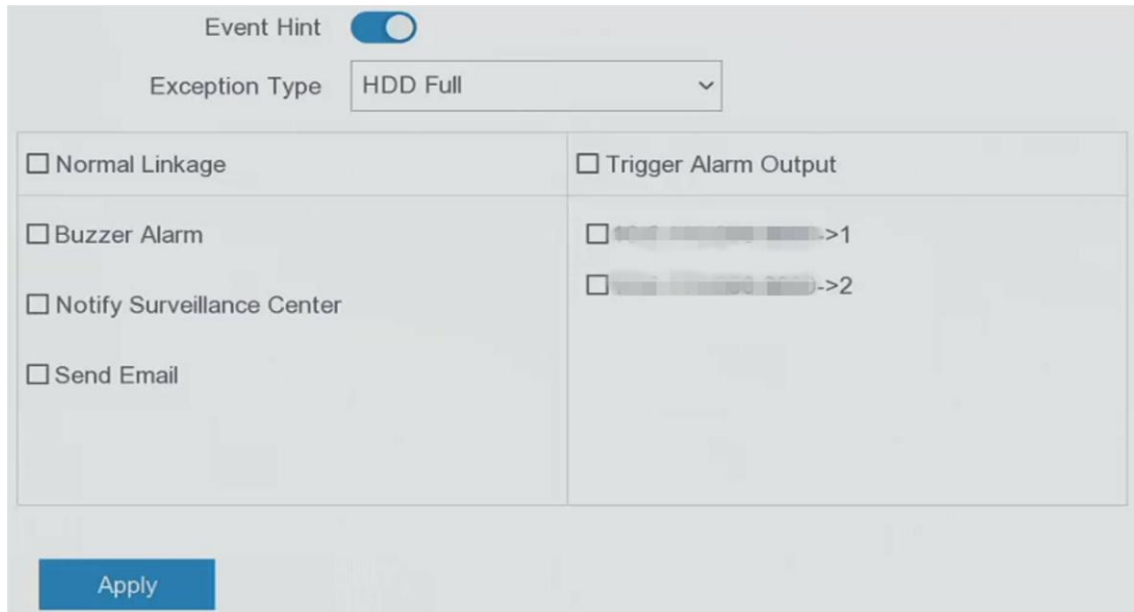 Event Hint
Exception Type HDD Full
Normal Linkage Trigger Alarm Output
Buzzer Alarm ->1
Notify Surveillance Center ->2
Send Email
Apply